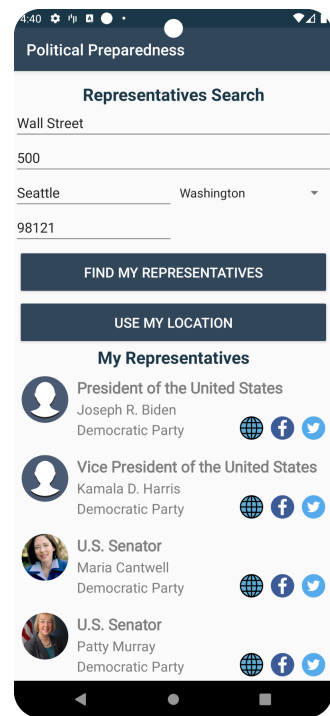 4:40
Political Preparedness
Representatives Search
Wall Street
500
Seattle Washington
98121
FIND MY REPRESENTATIVES
USE MY LOCATION
My Representatives
President of the United States
Joseph R. Biden
Democratic Party
Vice President of the United States
Kamala D. Harris
Democratic Party
U.S. Senator
Maria Cantwell
Democratic Party
U.S. Senator
Patty Murray
Democratic Party